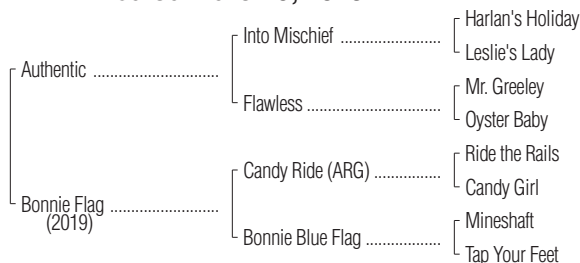 Harlan's Holiday
Into Mischief
Leslie's Lady
Authentic
Mr. Greeley
Flawless
Oyster Baby
Ride the Rails
Candy Ride (ARG)
Candy Girl
Bonnie Flag
(2019)
Mineshaft
Bonnie Blue Flag
Tap Your Feet